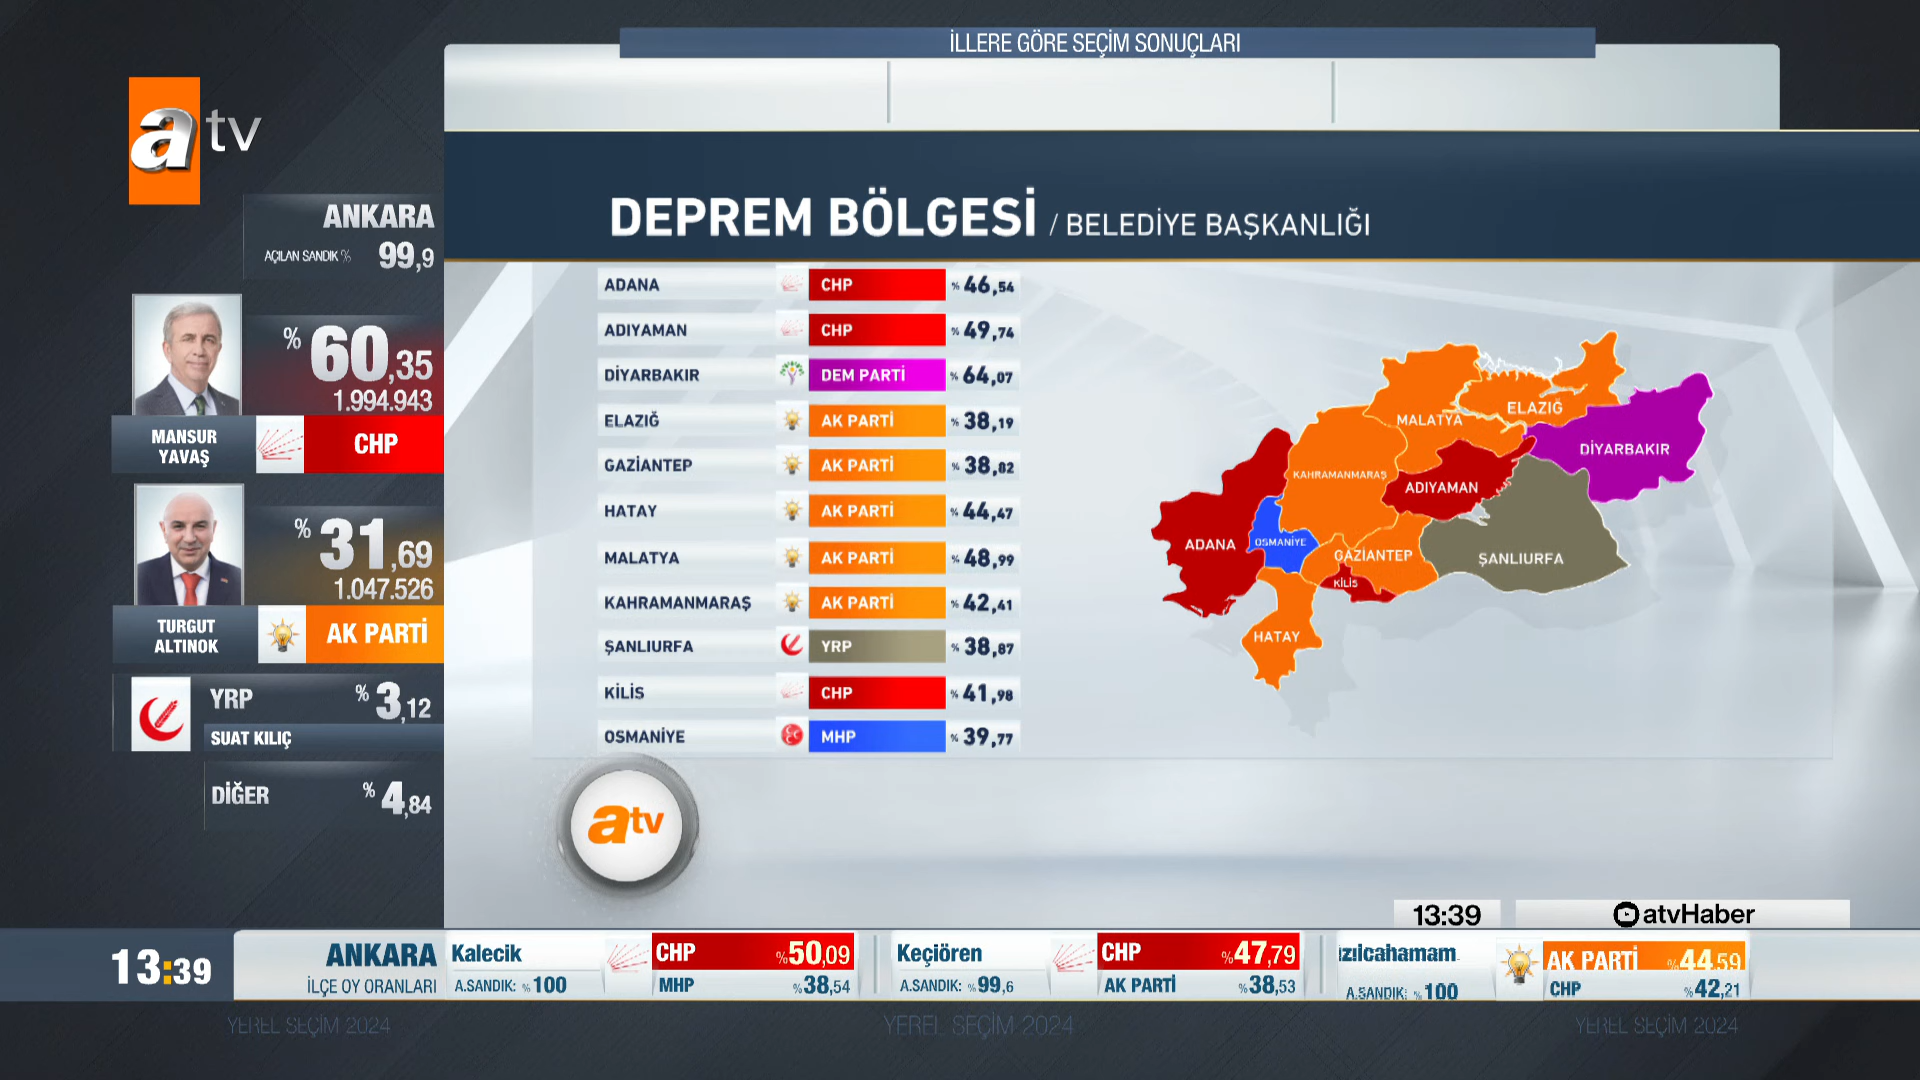 İLLERE GÖRE SEÇİM SONUÇLARI
a tv
ANKARA
AÇILAN SANDIK % 99,9
% 60,35
1.994.943
MANSUR
YAVAŞ
CHP
% 31,69
1.047.526
TURGUT
ALTINOK
AK PARTİ
YRP % 3,12
SUAT KILIÇ
DİĞER % 4,84
DEPREM BÖLGESİ / BELEDİYE BAŞKANLIĞI
ADANA CHP % 46,54
ADIYAMAN CHP % 49,74
DİYARBAKIR DEM PARTİ % 64,07
ELAZIĞ AK PARTİ % 38,19
GAZİANTEP AK PARTİ % 38,82
HATAY AK PARTİ % 44,47
MALATYA AK PARTİ % 48,99
KAHRAMANMARAŞ AK PARTİ % 42,41
ŞANLIURFA YRP % 38,87
KİLİS CHP % 41,98
OSMANİYE MHP % 39,77
ELAZIĞ
MALATYA
DİYARBAKIR
KAHRAMANMARAŞ
ADIYAMAN
ADANA
OSMANİYE
GAZİANTEP
ŞANLIURFA
KİLİS
HATAY
atv
13:39
atvHaber
13:39
ANKARA
İLÇE OY ORANLARI
Kalecik
A.SANDIK: % 100
CHP %50,09
MHP %38,54
Keçiören
A.SANDIK: % 99,6
CHP %47,79
AK PARTİ %38,53
ızılcahamam
A.SANDIK: % 100
AK PARTİ %44,59
CHP %42,21
YEREL SEÇİM 2024
YEREL SEÇİM 2024
YEREL SEÇİM 2024